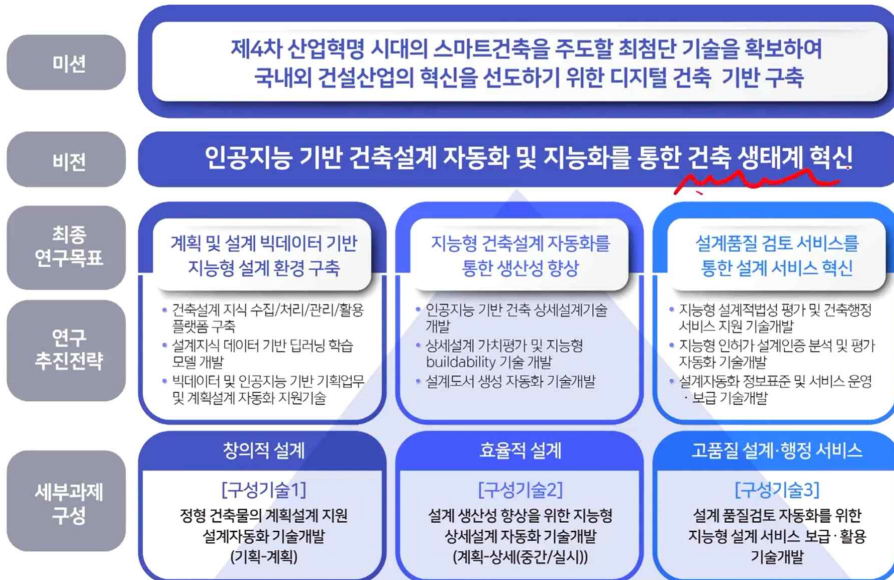 미션
제4차 산업혁명 시대의 스마트건축을 주도할 최첨단 기술을 확보하여
국내외 건설산업의 혁신을 선도하기 위한 디지털 건축 기반 구축
비전
인공지능 기반 건축설계 자동화 및 지능화를 통한 건축 생태계 혁신
최종
연구목표
계획 및 설계 빅데이터 기반
지능형 설계 환경 구축
지능형 건축설계 자동화를
통한 생산성 향상
설계품질 검토 서비스를
통한 설계 서비스 혁신
연구
추진전략
• 건축설계 지식 수집/처리/관리/활용
플랫폼 구축
• 설계지식 데이터 기반 딥러닝 학습
모델 개발
• 빅데이터 및 인공지능 기반 기획업무
및 계획설계 자동화 지원기술
• 인공지능 기반 건축 상세설계기술
개발
• 상세설계 가치평가 및 지능형
buildability 기술 개발
• 설계도서 생성 자동화 기술개발
• 지능형 설계적법성 평가 및 건축행정
서비스 지원 기술개발
• 지능형 인허가 설계인증 분석 및 평가
자동화 기술개발
• 설계자동화 정보표준 및 서비스 운영
· 보급 기술개발
세부과제
구성
창의적 설계
[구성기술1]
정형 건축물의 계획설계 지원
설계자동화 기술개발
(기획-계획)
효율적 설계
[구성기술2]
설계 생산성 향상을 위한 지능형
상세설계 자동화 기술개발
(계획-상세(중간/실시))
고품질 설계·행정 서비스
[구성기술3]
설계 품질검토 자동화를 위한
지능형 설계 서비스 보급·활용
기술개발